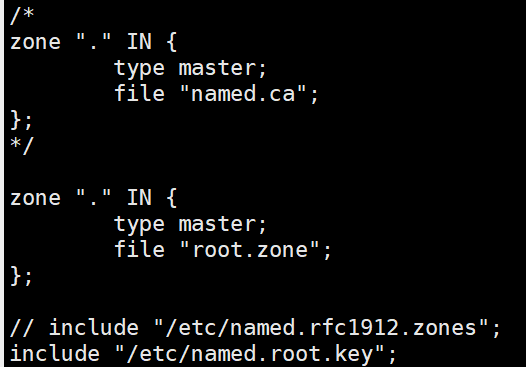 /*
zone "." IN {
        type master;
        file "named.ca";
};
*/

zone "." IN {
        type master;
        file "root.zone";
};

// include "/etc/named.rfc1912.zones";
include "/etc/named.root.key";